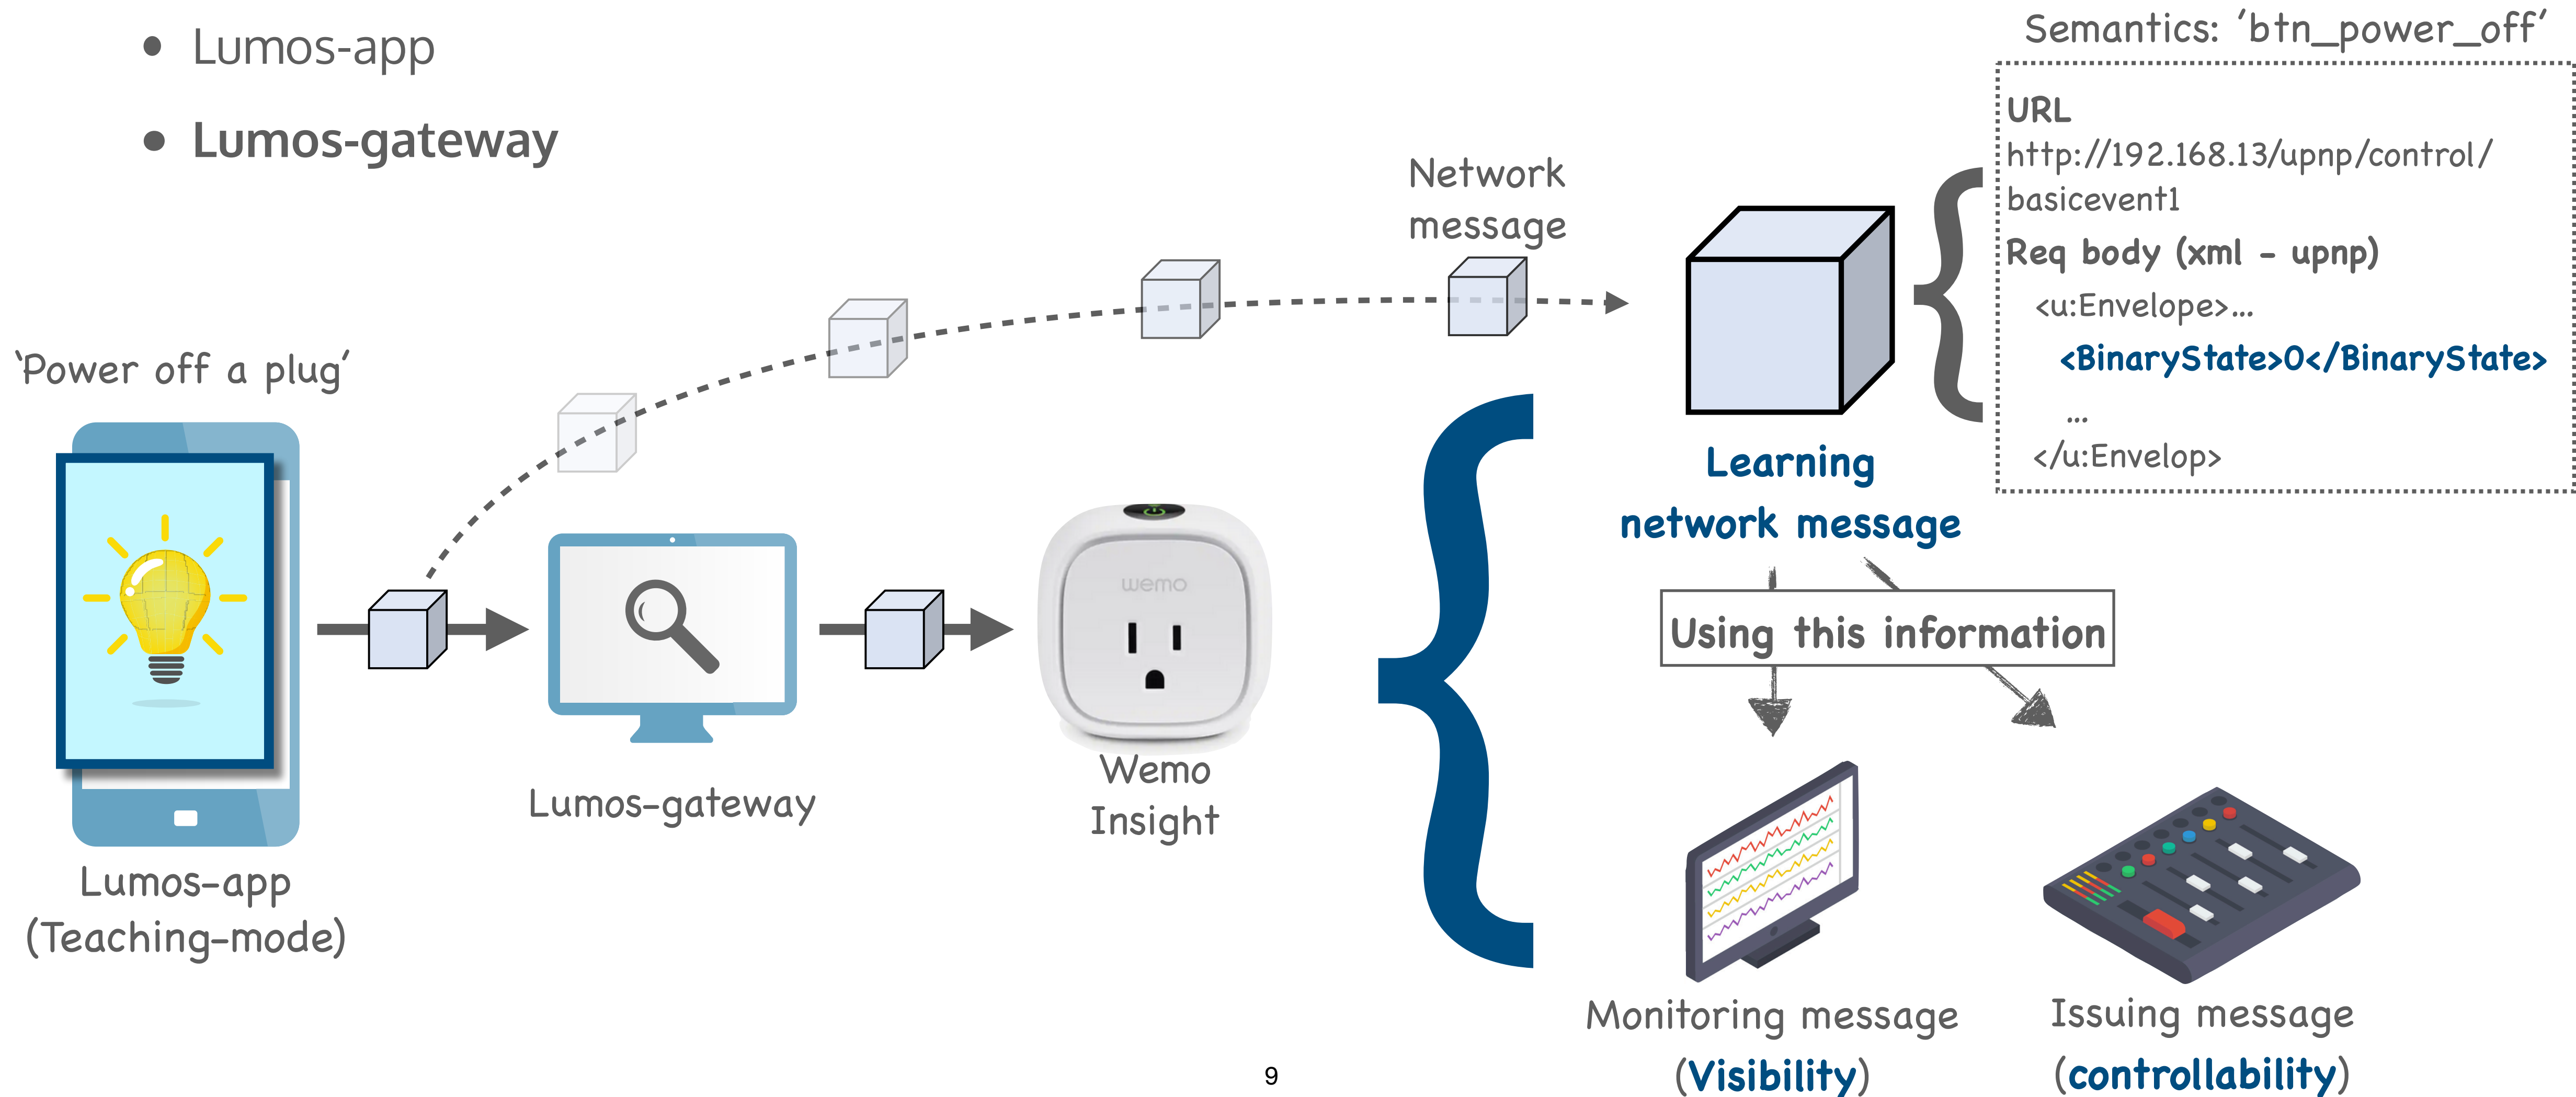 • Lumos-app
• Lumos-gateway
Semantics: ‘btn_power_off’
URL
http://192.168.13/upnp/control/
basicevent1
Req body (xml - upnp)
<u:Envelope>...
<BinaryState>0</BinaryState>
...
</u:Envelop>
Network
message
‘Power off a plug’
Learning
network message
Using this information
wemo
Lumos-gateway
Wemo
Insight
Lumos-app
(Teaching-mode)
Monitoring message
(Visibility)
Issuing message
(controllability)
9